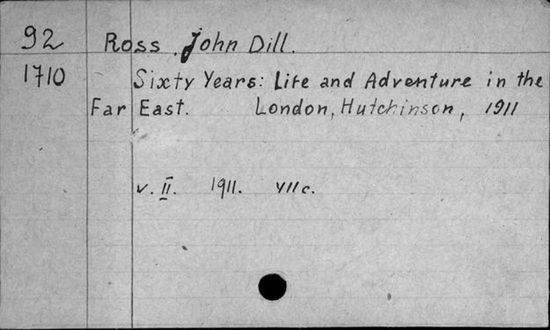 92 Ross John Dill.
1710 Sixty Years: Life and Adventure in the
Far East. London, Hutchinson, 1911
v. II. 1911. VII c.